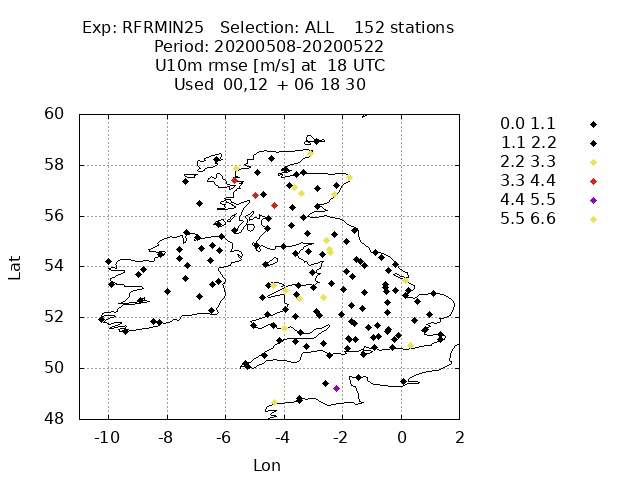 Exp: RFRMIN25 Selection: ALL 152 stations
Period: 20200508-20200522
U10m rmse [m/s] at 18 UTC
Used 00,12 + 06 18 30
60
58
56
54
52
50
48
Lat
-10 -8 -6 -4 -2 0 2
Lon
0.0 1.1
1.1 2.2
2.2 3.3
3.3 4.4
4.4 5.5
5.5 6.6